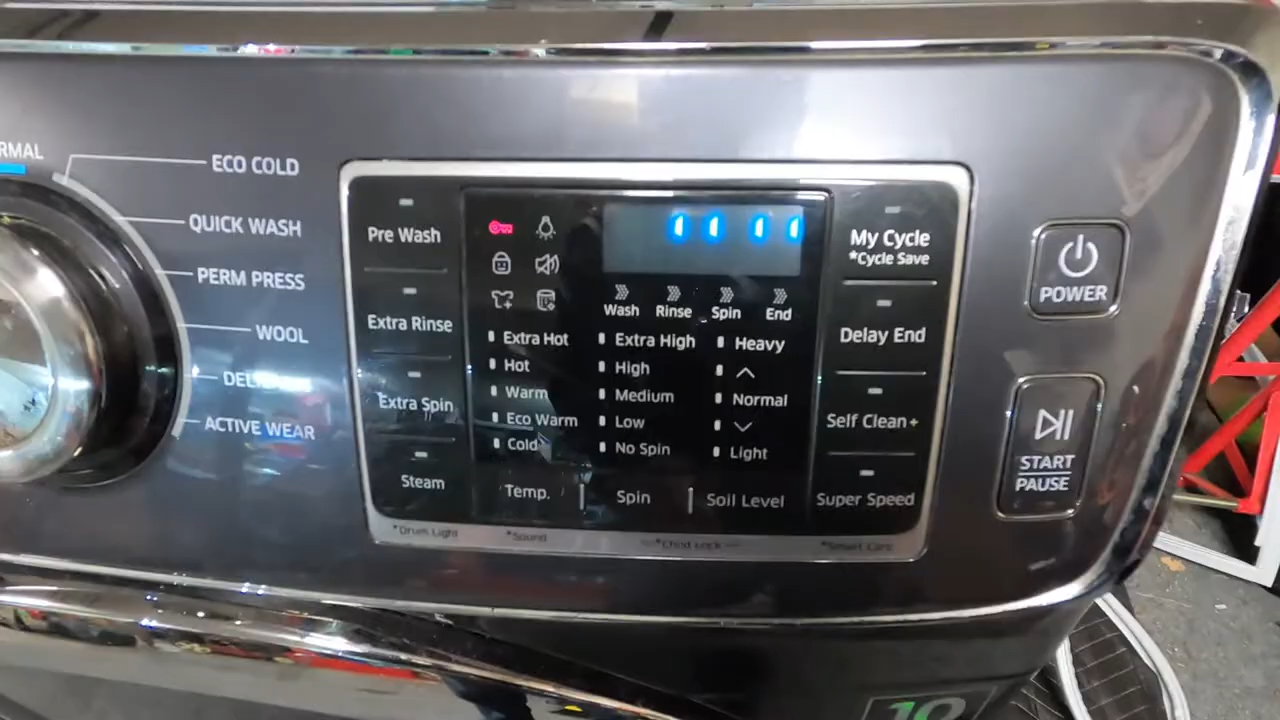 RMAL
ECO COLD
QUICK WASH
PERM PRESS
WOOL
ACTIVE WEAR
Pre Wash
Extra Rinse
Extra Spin
Steam
Wash Rinse Spin End
Extra Hot
Hot
Warm
Eco Warm
Cold
Temp.
Extra High
High
Medium
Low
No Spin
Spin
Heavy
Normal
Light
Soil Level
My Cycle
*Cycle Save
Delay End
Self Clean+
Super Speed
*Drum Light
*Sound
*Child Lock
*Smart Care
POWER
START
PAUSE
10